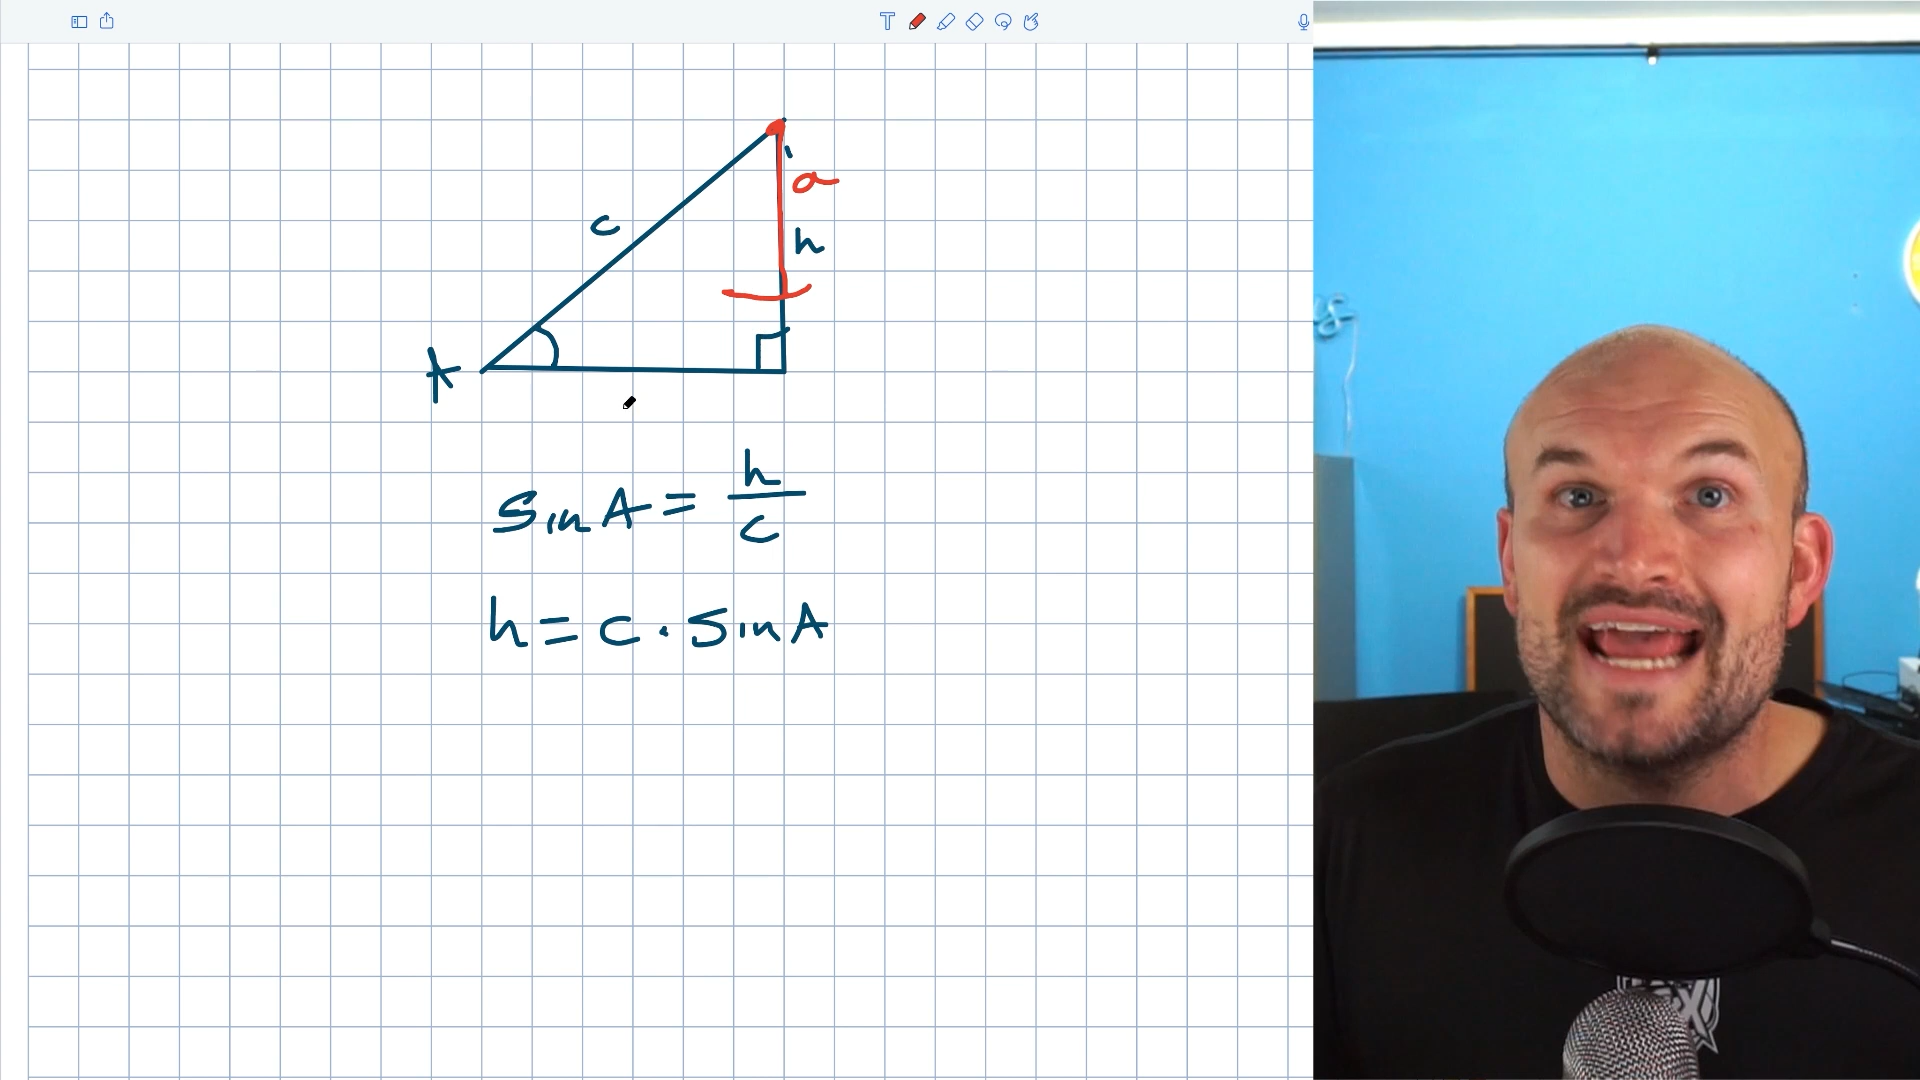 c
a
h
A
sin A = h/c
h = c · sin A